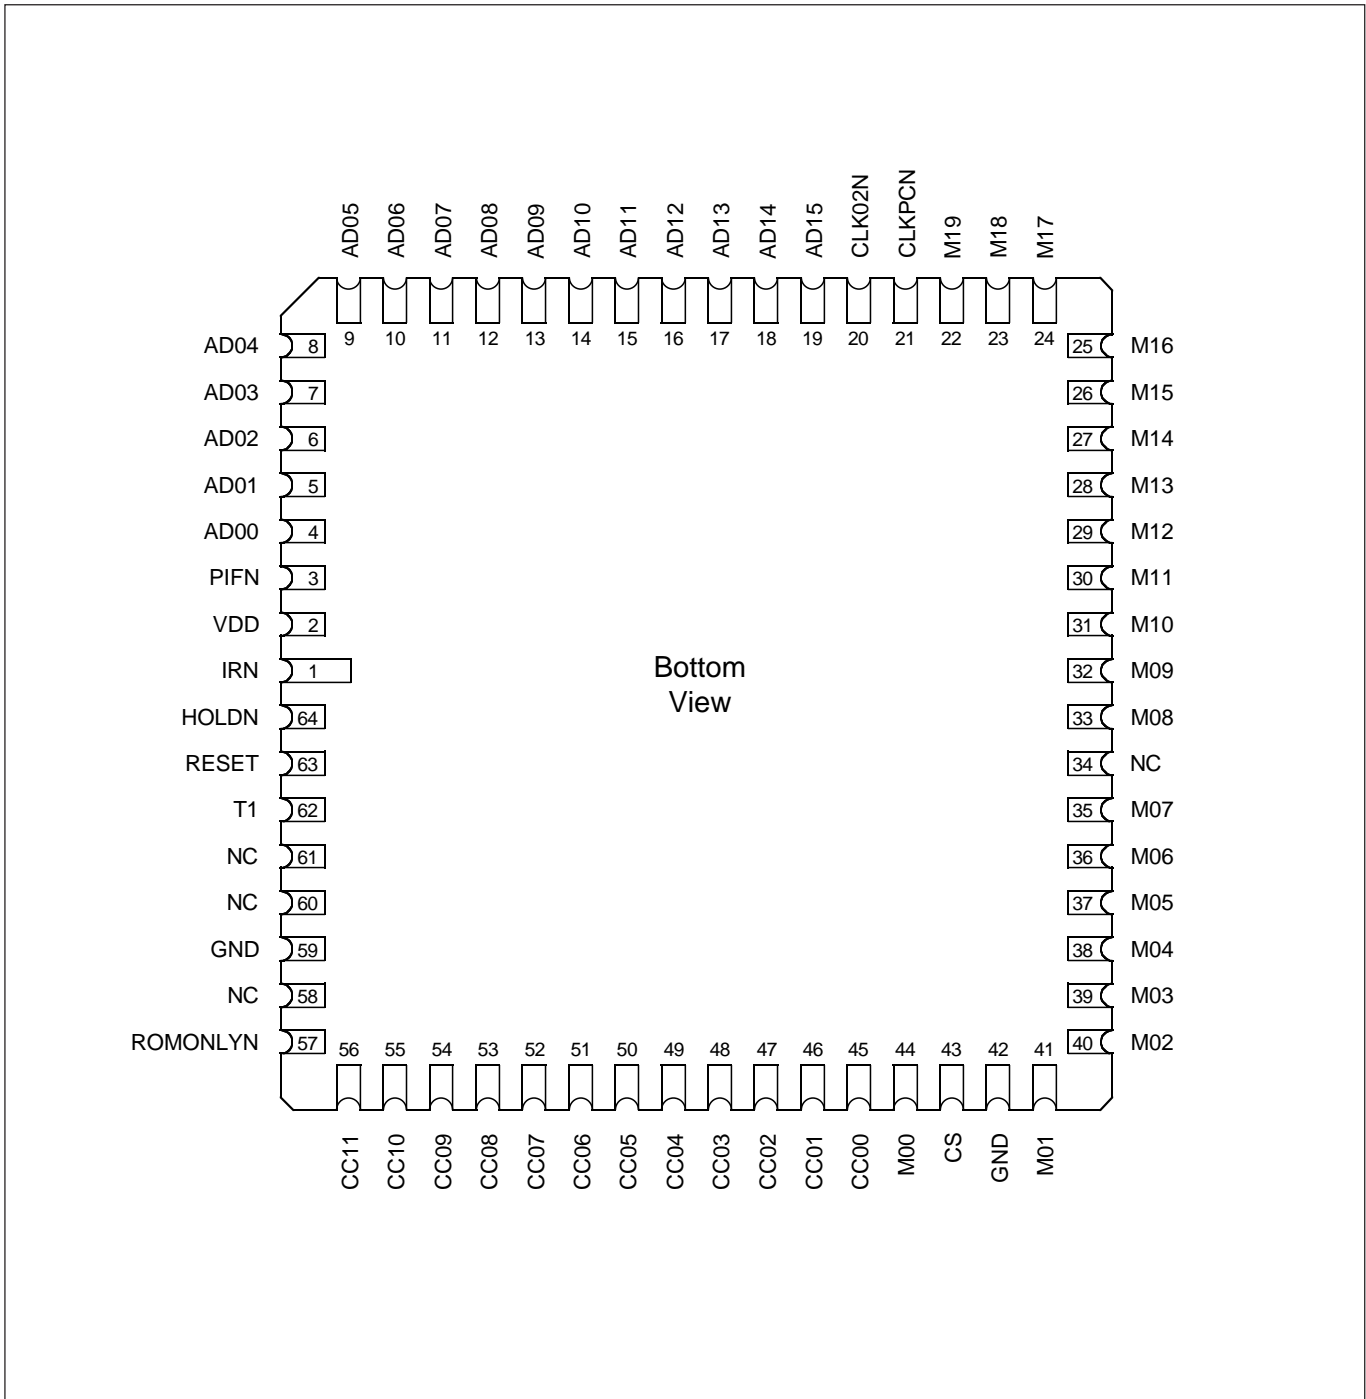 AD05 AD06 AD07 AD08 AD09 AD10 AD11 AD12 AD13 AD14 AD15 CLK02N CLKPCN M19 M18 M17
9 10 11 12 13 14 15 16 17 18 19 20 21 22 23 24
AD04 8 25 M16
AD03 7 26 M15
AD02 6 27 M14
AD01 5 28 M13
AD00 4 29 M12
PIFN 3 30 M11
VDD 2 31 M10
IRN 1 32 M09
Bottom
View
HOLDN 64 33 M08
RESET 63 34 NC
T1 62 35 M07
NC 61 36 M06
NC 60 37 M05
GND 59 38 M04
NC 58 39 M03
ROMONLYN 57 40 M02
56 55 54 53 52 51 50 49 48 47 46 45 44 43 42 41
CC11 CC10 CC09 CC08 CC07 CC06 CC05 CC04 CC03 CC02 CC01 CC00 M00 CS GND M01